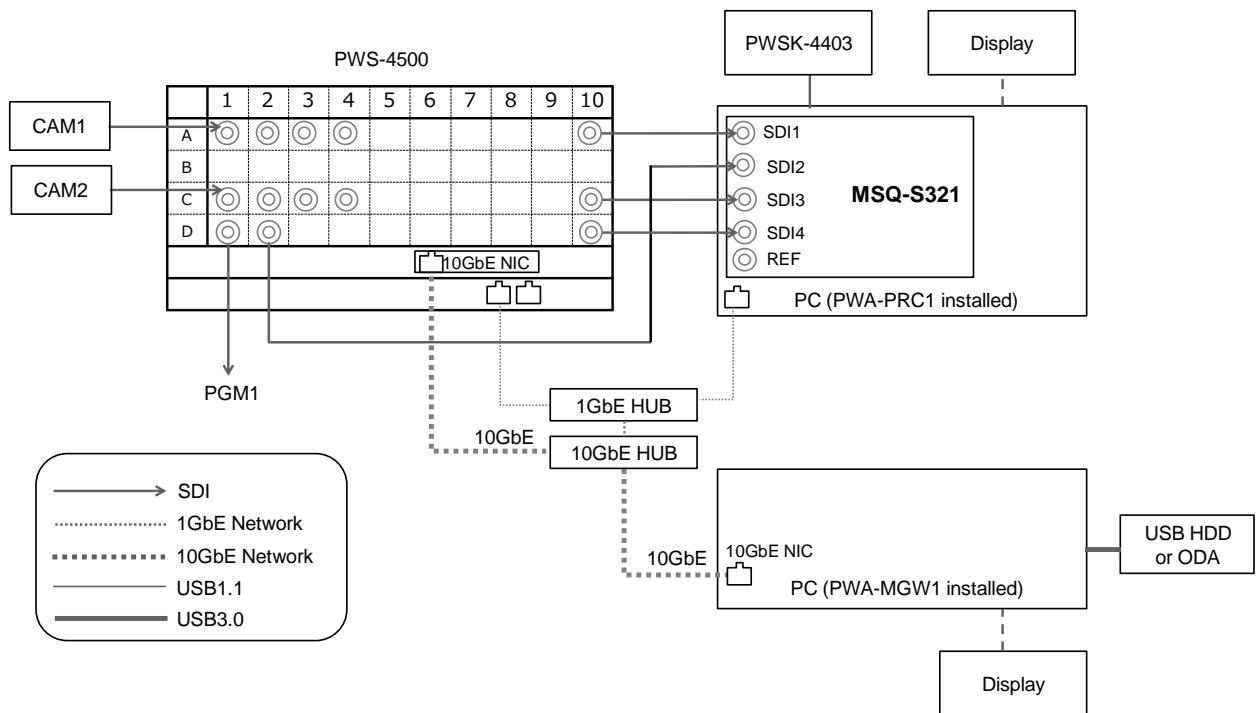 PWS-4500
PWSK-4403
Display
1 2 3 4 5 6 7 8 9 10
CAM1
A
B
CAM2
C
D
10GbE NIC
SDI1
SDI2
SDI3
SDI4
REF
MSQ-S321
PC (PWA-PRC1 installed)
PGM1
1GbE HUB
10GbE
10GbE HUB
SDI
1GbE Network
10GbE Network
USB1.1
USB3.0
10GbE
10GbE NIC
PC (PWA-MGW1 installed)
USB HDD
or ODA
Display